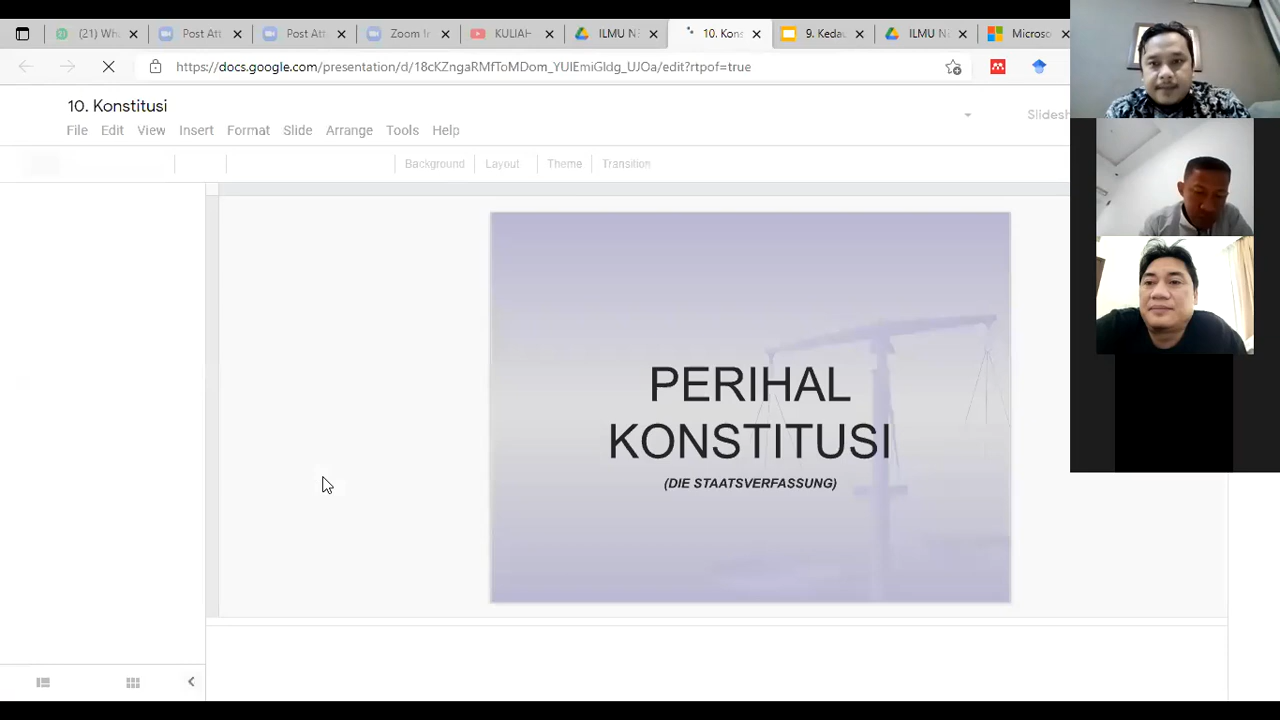 (21) Wh
Post Att
Post Att
Zoom In
KULIAH
ILMU N
10. Kons
9. Kedau
ILMU N
Microso
https://docs.google.com/presentation/d/18cKZngaRMfToMDom_YUIEmiGldg_UJOa/edit?rtpof=true
10. Konstitusi
File Edit View Insert Format Slide Arrange Tools Help
Slidesh
Background Layout Theme Transition
PERIHAL
KONSTITUSI
(DIE STAATSVERFASSUNG)